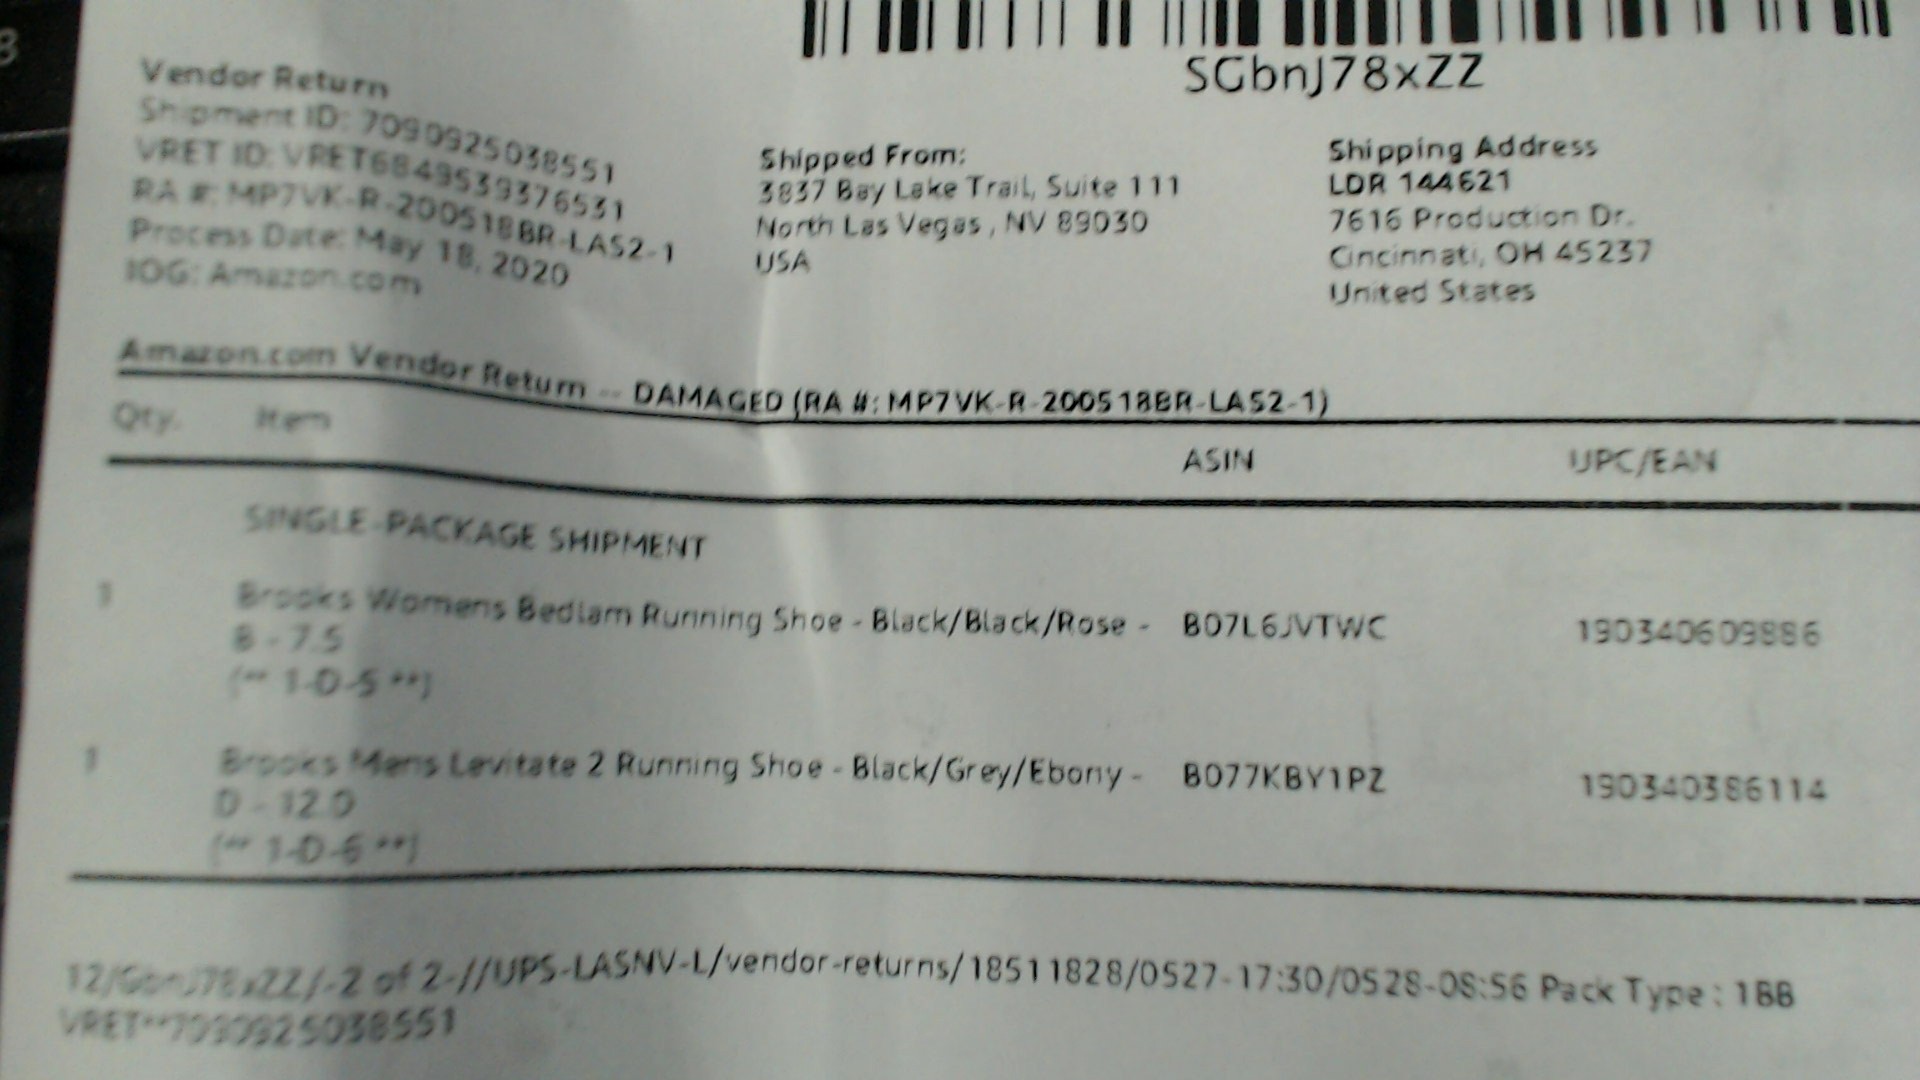 SGbnJ78xZZ
Vendor Return
Shipment ID: 7090925038551
VRET ID: VRET6849539376531
RA #: MP7VK-R-200518BR-LAS2-1
Process Date: May 18, 2020
IOG: Amazon.com
Shipped From:
3837 Bay Lake Trail, Suite 111
North Las Vegas , NV 89030
USA
Shipping Address
LDR 144621
7616 Production Dr.
Cincinnati, OH 45237
United States
Amazon.com Vendor Return -- DAMAGED (RA #: MP7VK-R-200518BR-LAS2-1)
Qty. Item ASIN UPC/EAN
SINGLE-PACKAGE SHIPMENT
1 Brooks Womens Bedlam Running Shoe - Black/Black/Rose - B07L6JVTWC 190340609886
B - 7.5
(** 1-D-5 **)
1 Brooks Mens Levitate 2 Running Shoe - Black/Grey/Ebony - B077KBY1PZ 190340386114
D - 12.0
(** 1-D-6 **)
12/GbnJ78xZZ/-2 of 2-//UPS-LASNV-L/vendor-returns/18511828/0527-17:30/0528-08:56 Pack Type : 1BB
VRET**7090925038551